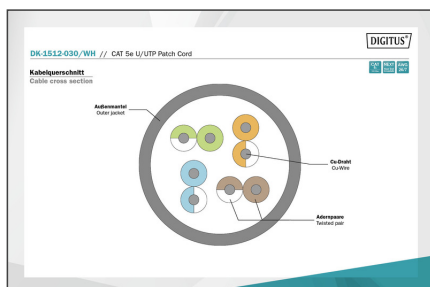 DIGITUS®
DK-1512-030/WH // CAT 5e U/UTP Patch Cord
Kabelquerschnitt
Cable cross section
Außenmantel
Outer jacket
Cu-Draht
Cu-Wire
Adernpaare
Twisted pair